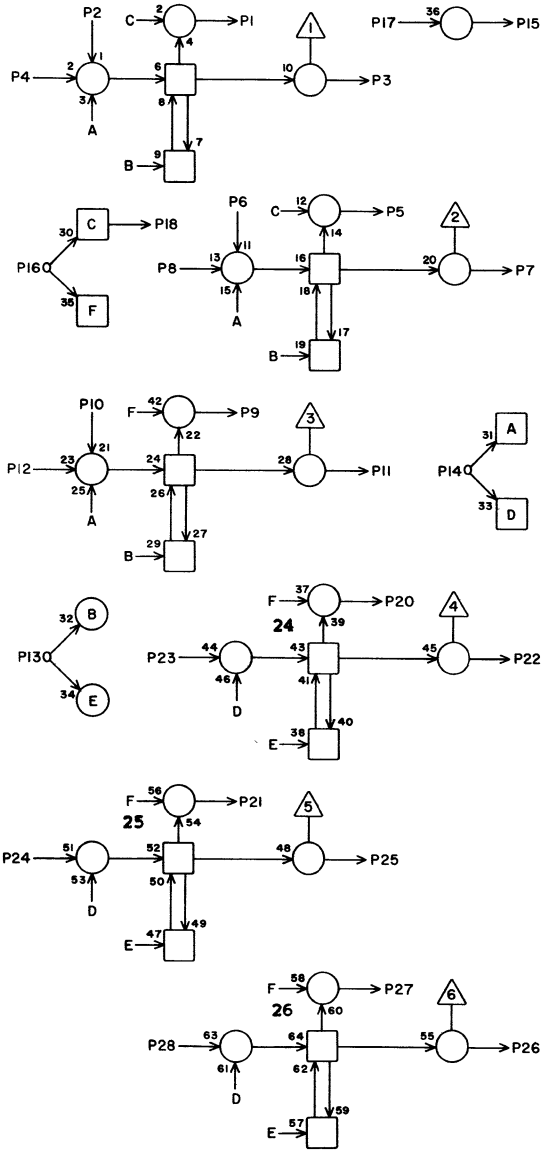 P2 C 2 P1 1 P17 36 P15
4
P4 2 1 6 10 P3
3 8
A 7
B 9
P6 C 12 P5 2
30 C P18 14
P16 P8 13 11 16 20 P7
35 F 15 18
A 17
B 19
P10 F 42 P9 3
22 31 A
P12 23 21 24 28 P11 P14
25 26 33 D
A 27
B 29
F 37 P20 4
32 B 24 39
P13 P23 44 43 45 P22
34 E 46 41
D 40
E 38
F 56 P21 5
25 54
P24 51 52 48 P25
53 50
D 49
E 47
F 58 P27 6
26 60
P28 63 64 55 P26
61 62
D 59
E 57